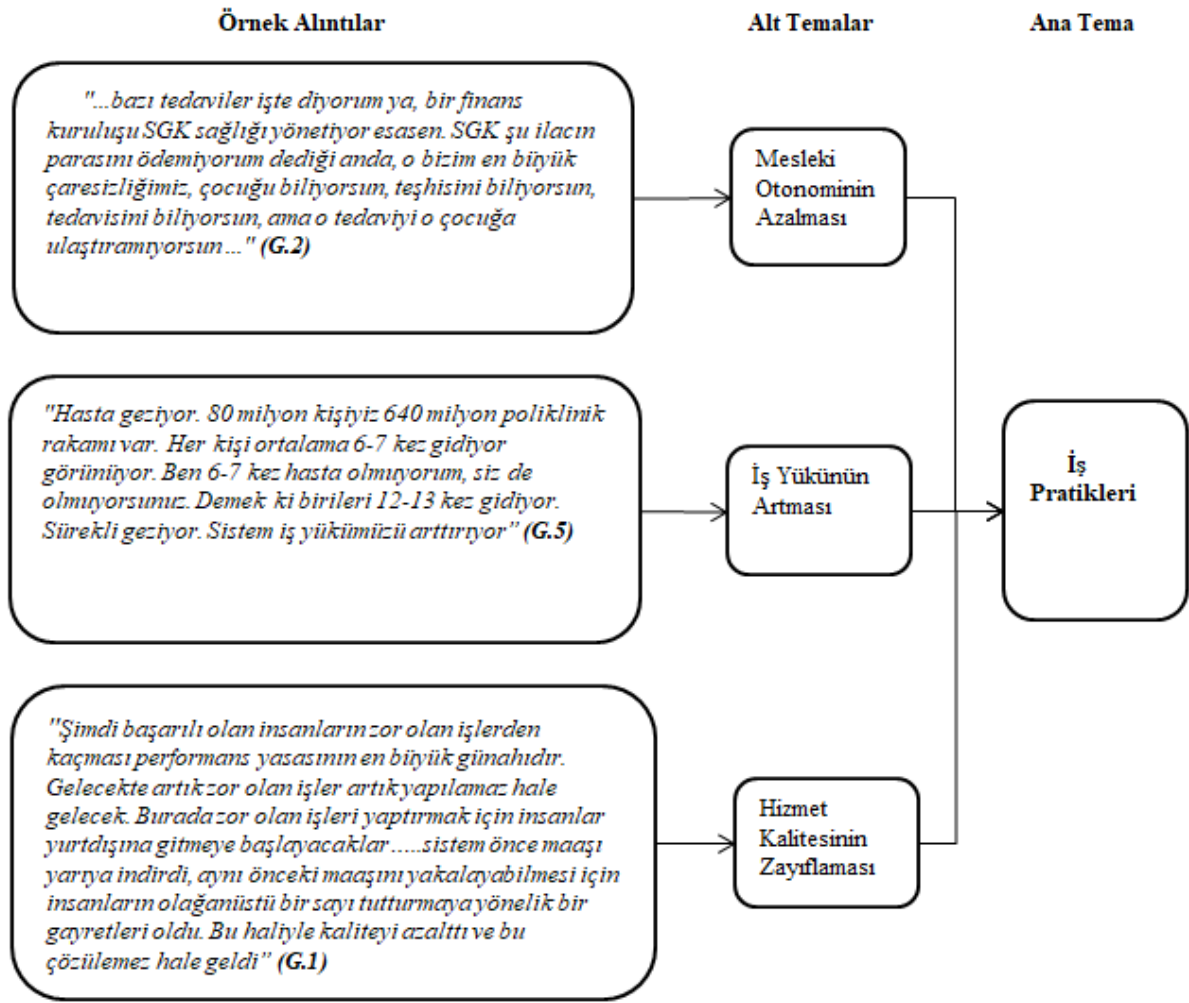 Örnek Alıntılar
Alt Temalar
Ana Tema
"...bazı tedaviler işte diyorum ya, bir finans
kuruluşu SGK sağlığı yönetiyor esasen. SGK şu ilacın
parasını ödemiyorum dediği anda, o bizim en büyük
çaresizliğimiz, çocuğu biliyorsun, teşhisini biliyorsun,
tedavisini biliyorsun, ama o tedaviyi o çocuğa
ulaştıramıyorsun..." (G.2)
Mesleki
Otonominin
Azalması
"Hasta geziyor. 80 milyon kişiyiz 640 milyon poliklinik
rakamı var. Her kişi ortalama 6-7 kez gidiyor
görünüyor. Ben 6-7 kez hasta olmuyorum, siz de
olmuyorsunuz. Demek ki birileri 12-13 kez gidiyor.
Sürekli geziyor. Sistem iş yükümüzü arttırıyor” (G.5)
İş Yükünün
Artması
İş
Pratikleri
"Şimdi başarılı olan insanların zor olan işlerden
kaçması performans yasasının en büyük günahıdır.
Gelecekte artık zor olan işler artık yapılamaz hale
gelecek. Burada zor olan işleri yaptırmak için insanlar
yurtdışına gitmeye başlayacaklar .....sistem önce maaşı
yarıya indirdi, aynı önceki maaşını yakalayabilmesi için
insanların olağanüstü bir sayı tutturmaya yönelik bir
gayretleri oldu. Bu haliyle kaliteyi azalttı ve bu
çözülemez hale geldi” (G.1)
Hizmet
Kalitesinin
Zayıflaması